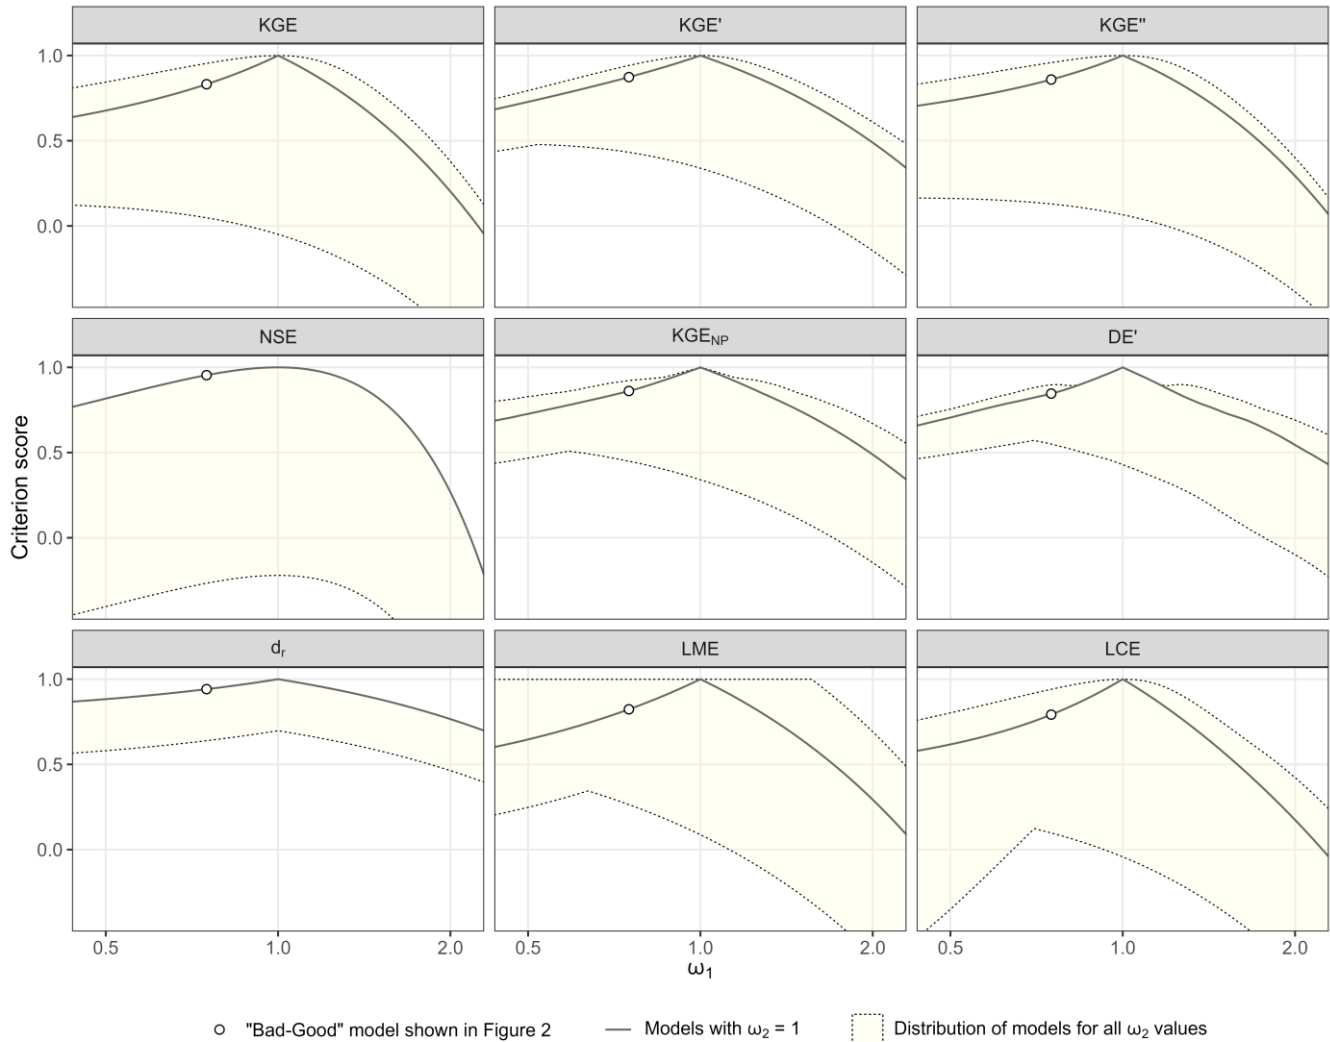 KGE KGE' KGE"
1.0
0.5
0.0
NSE KGE_NP DE'
1.0
0.5
0.0
Criterion score
d_r LME LCE
1.0
0.5
0.0
0.5 1.0 2.0 0.5 1.0 2.0 0.5 1.0 2.0
ω₁
"Bad-Good" model shown in Figure 2 Models with ω₂ = 1 Distribution of models for all ω₂ values